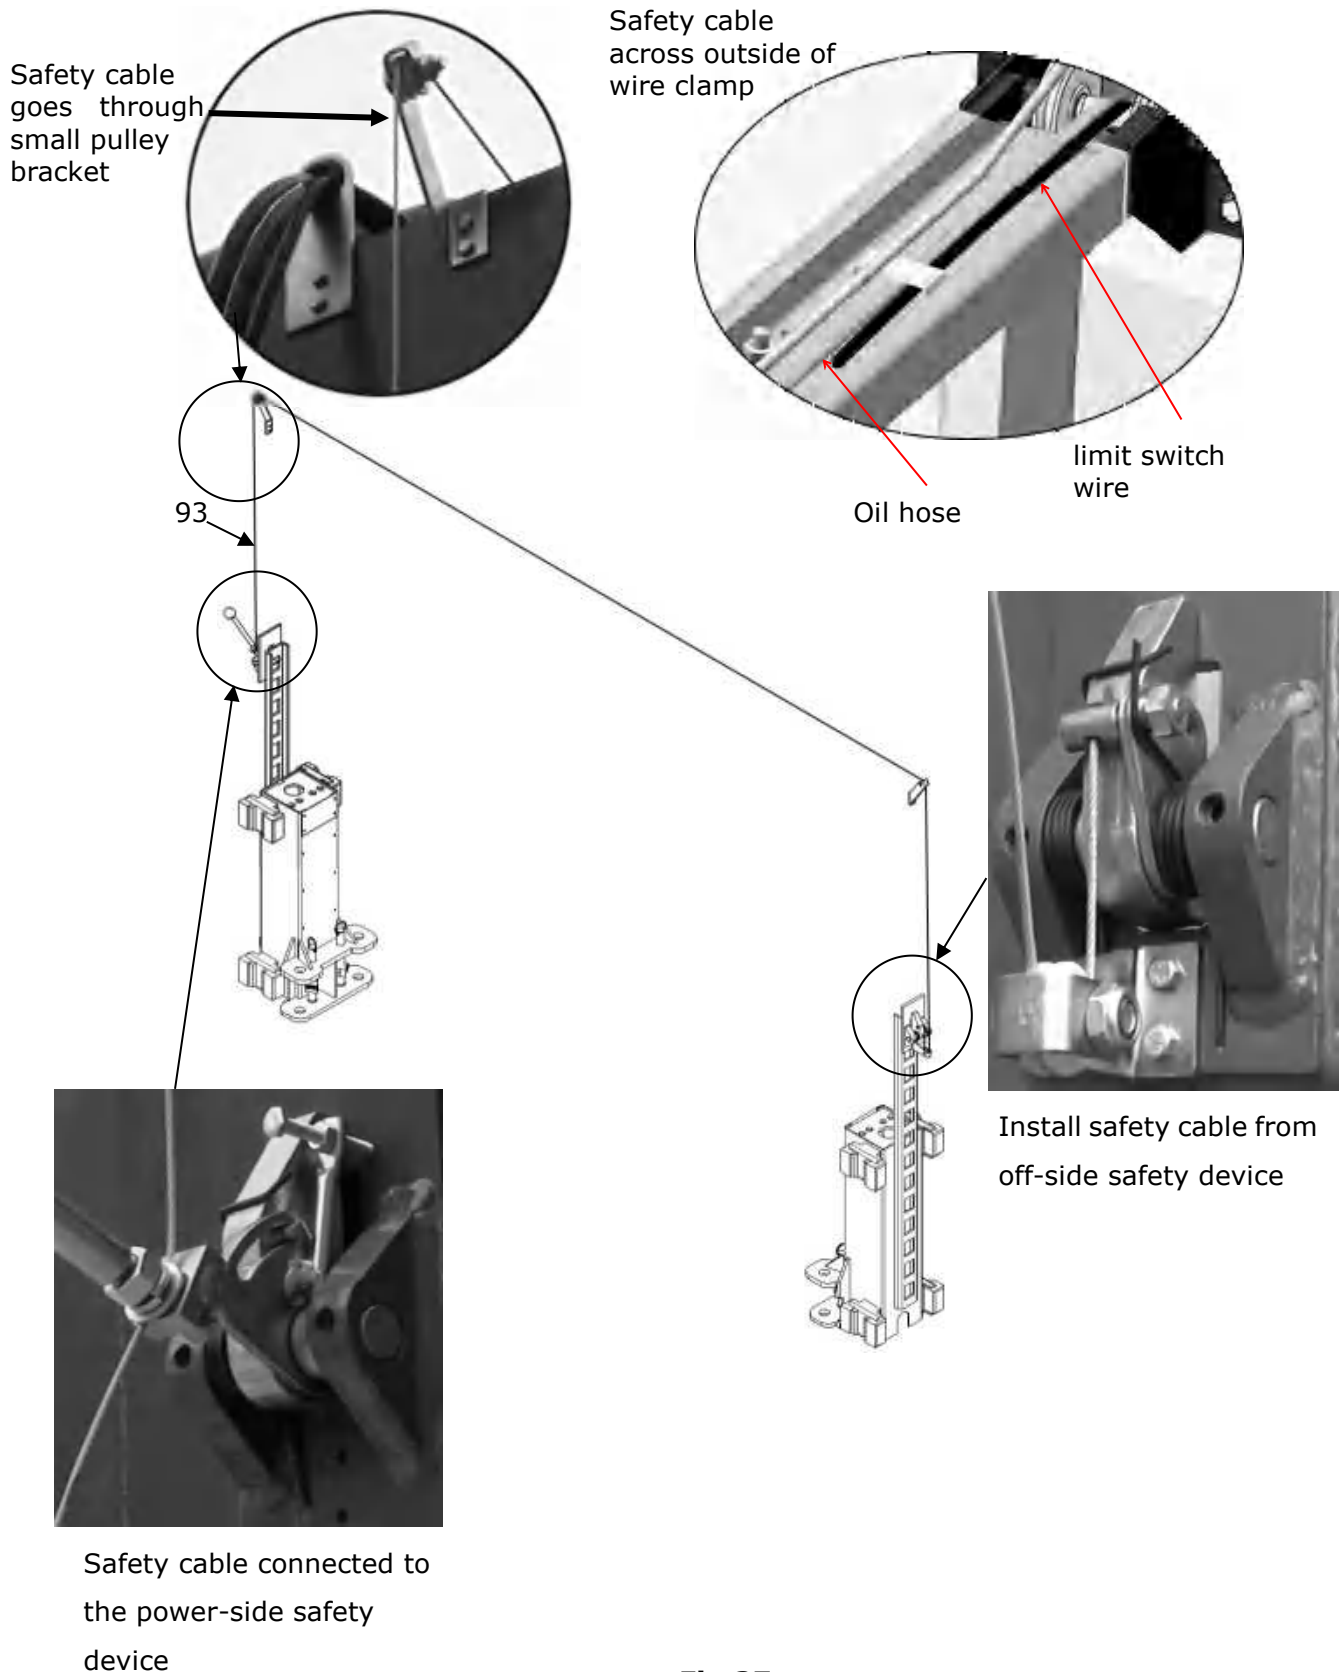 Safety cable
goes through
small pulley
bracket
Safety cable
across outside of
wire clamp
limit switch
wire
Oil hose
93
Install safety cable from
off-side safety device
Safety cable connected to
the power-side safety
device